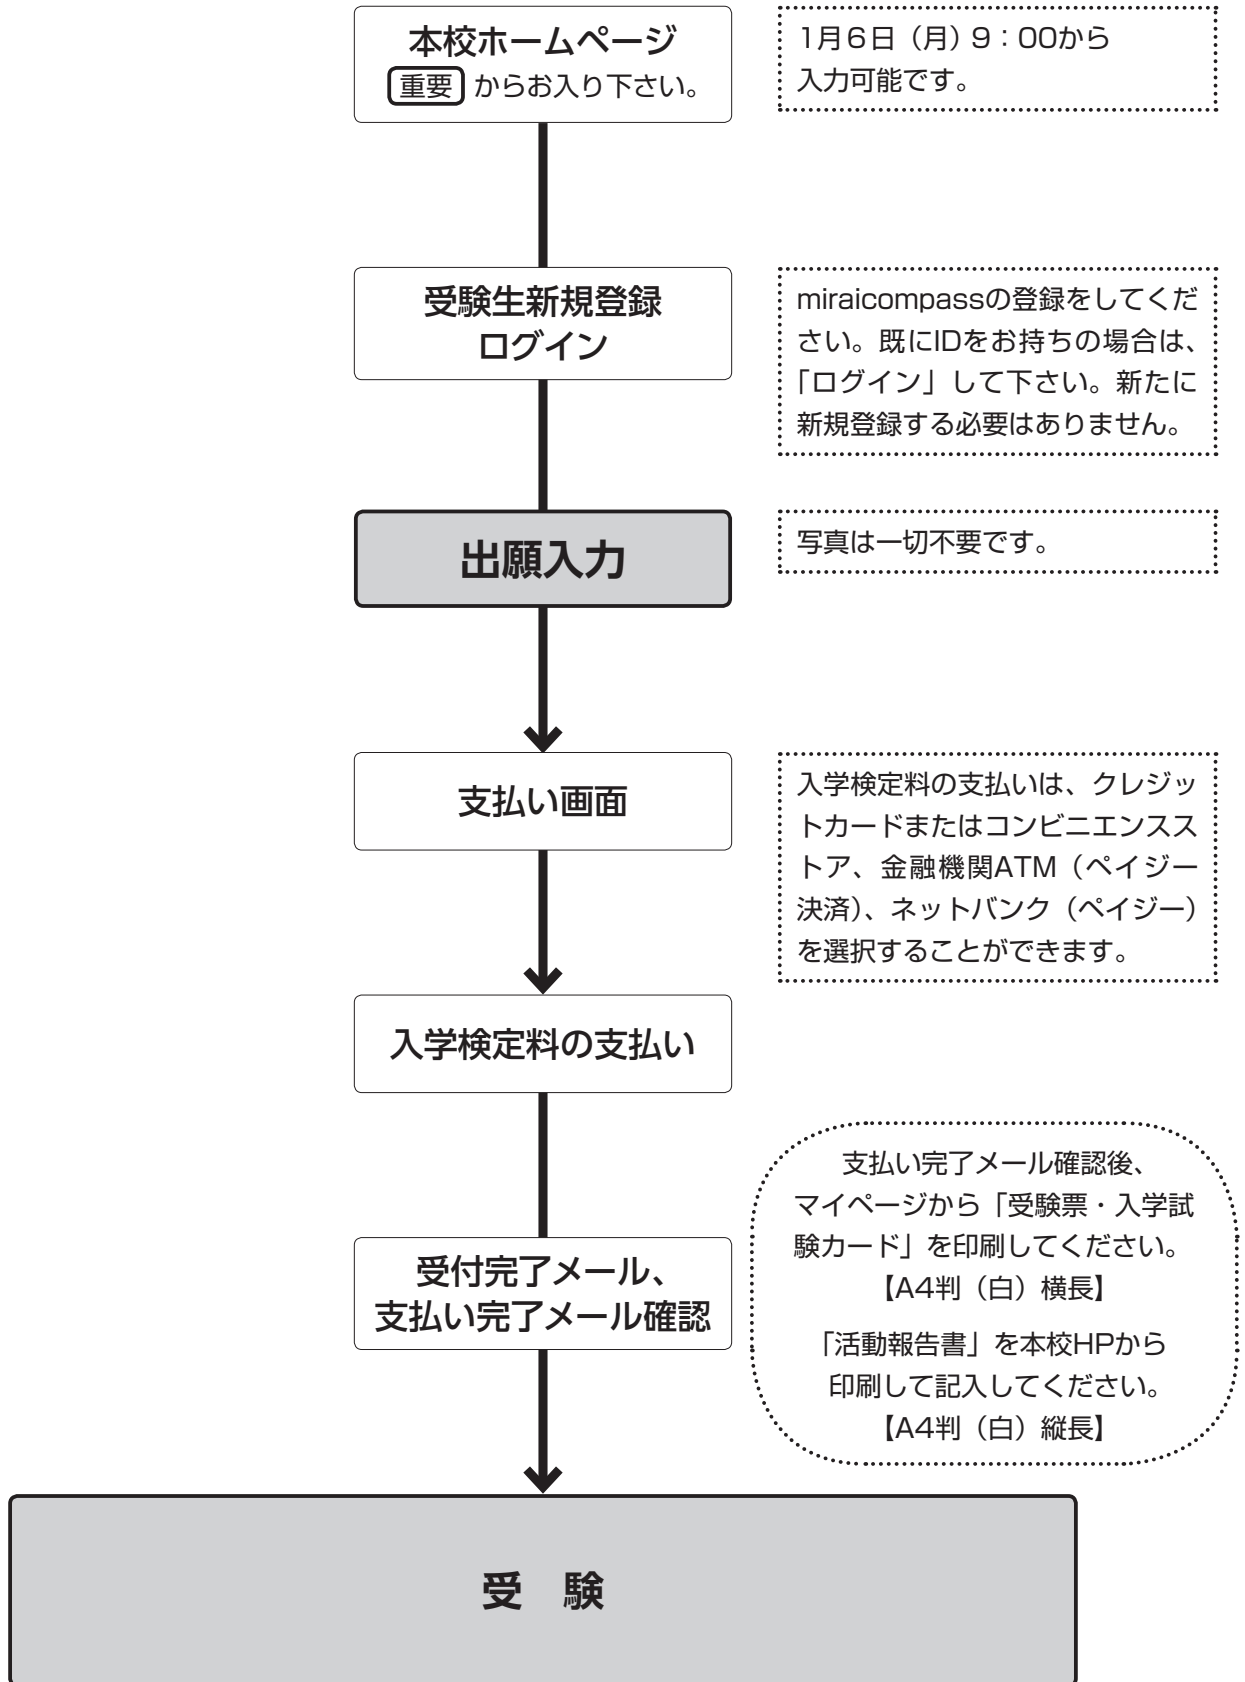 本校ホームページ
重要 からお入り下さい。
1月6日（月）9：00から
入力可能です。
受験生新規登録
ログイン
miraicompassの登録をしてくだ
さい。既にIDをお持ちの場合は、
「ログイン」して下さい。新たに
新規登録する必要はありません。
出願入力
写真は一切不要です。
支払い画面
入学検定料の支払いは、クレジッ
トカードまたはコンビニエンスス
トア、金融機関ATM（ペイジー
決済）、ネットバンク（ペイジー）
を選択することができます。
入学検定料の支払い
受付完了メール、
支払い完了メール確認
支払い完了メール確認後、
マイページから「受験票・入学試
験カード」を印刷してください。
【A4判（白）横長】
「活動報告書」を本校HPから
印刷して記入してください。
【A4判（白）縦長】
受　験